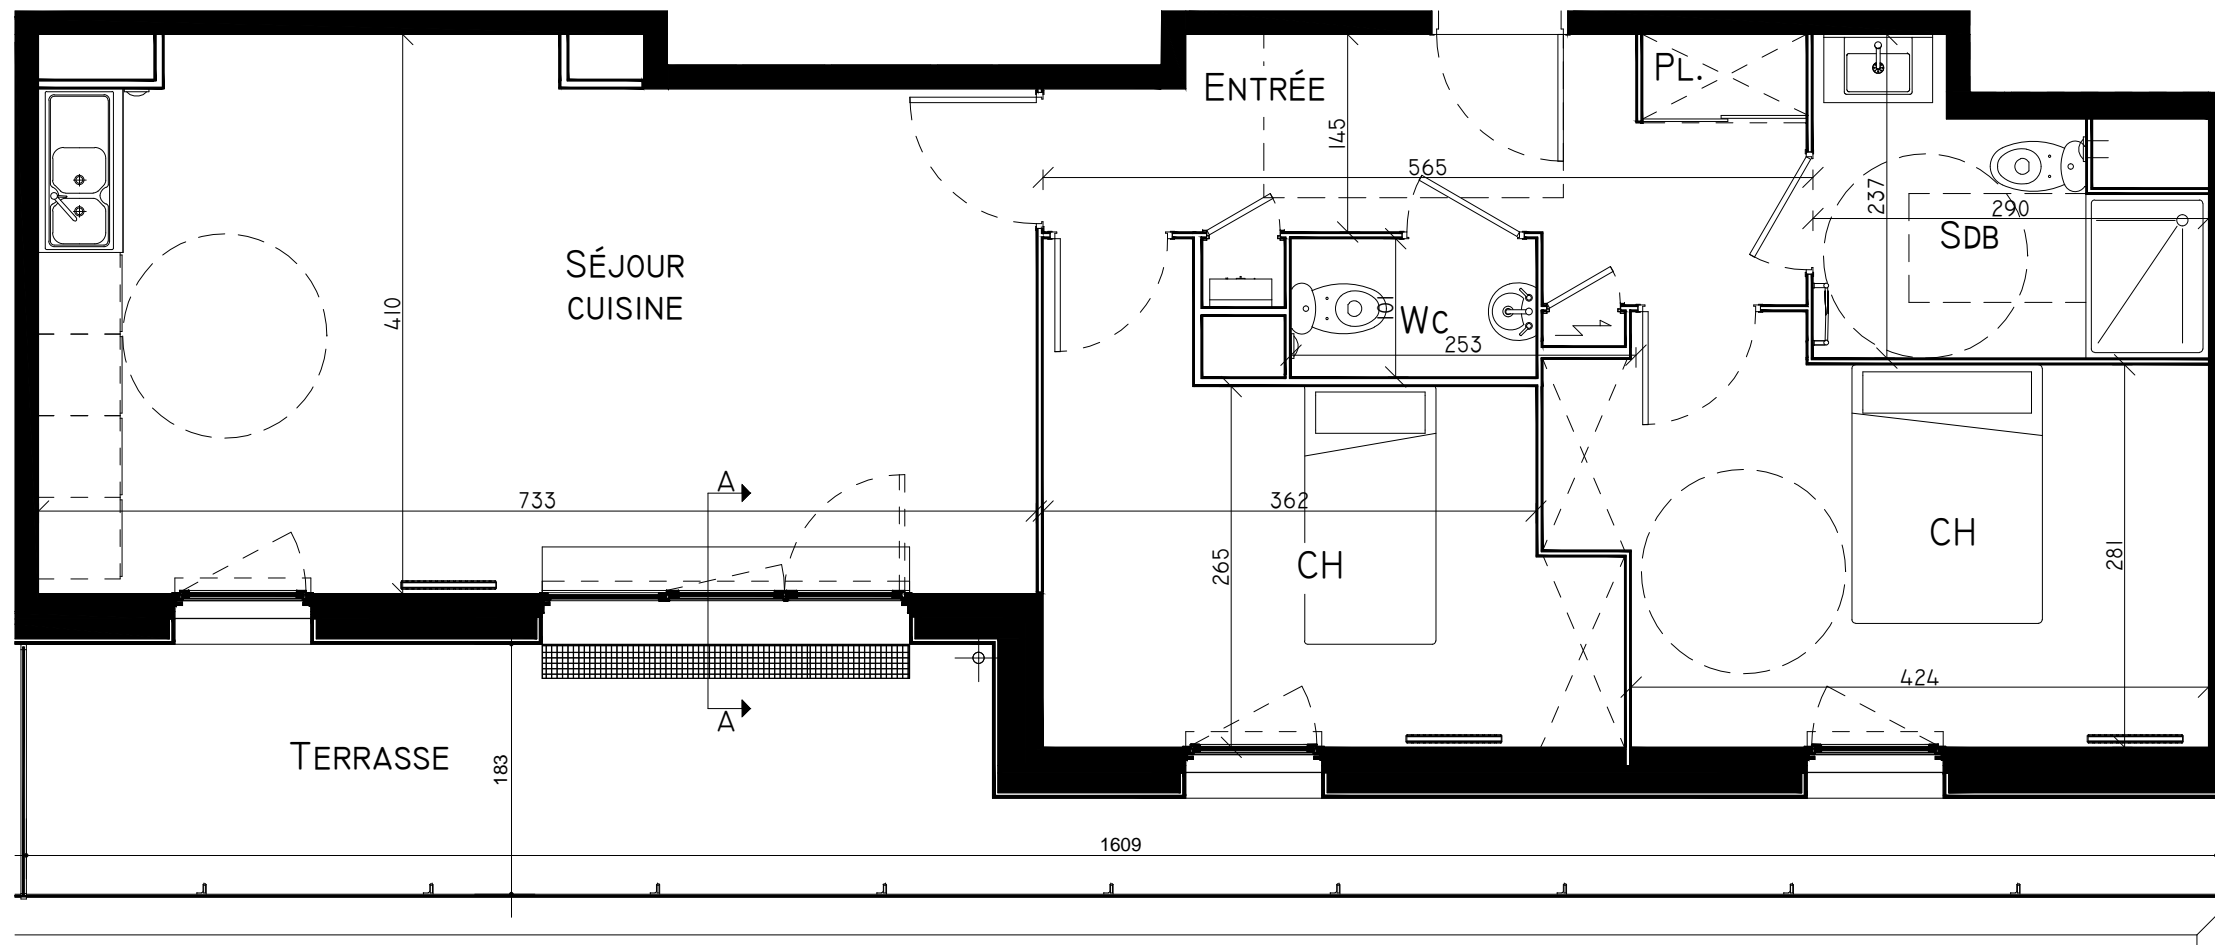 ENTRÉE
PL.
145
565
237
290
SDB
SÉJOUR
CUISINE
410
WC
253
733
A
362
CH
265
CH
281
424
A
TERRASSE
183
1609